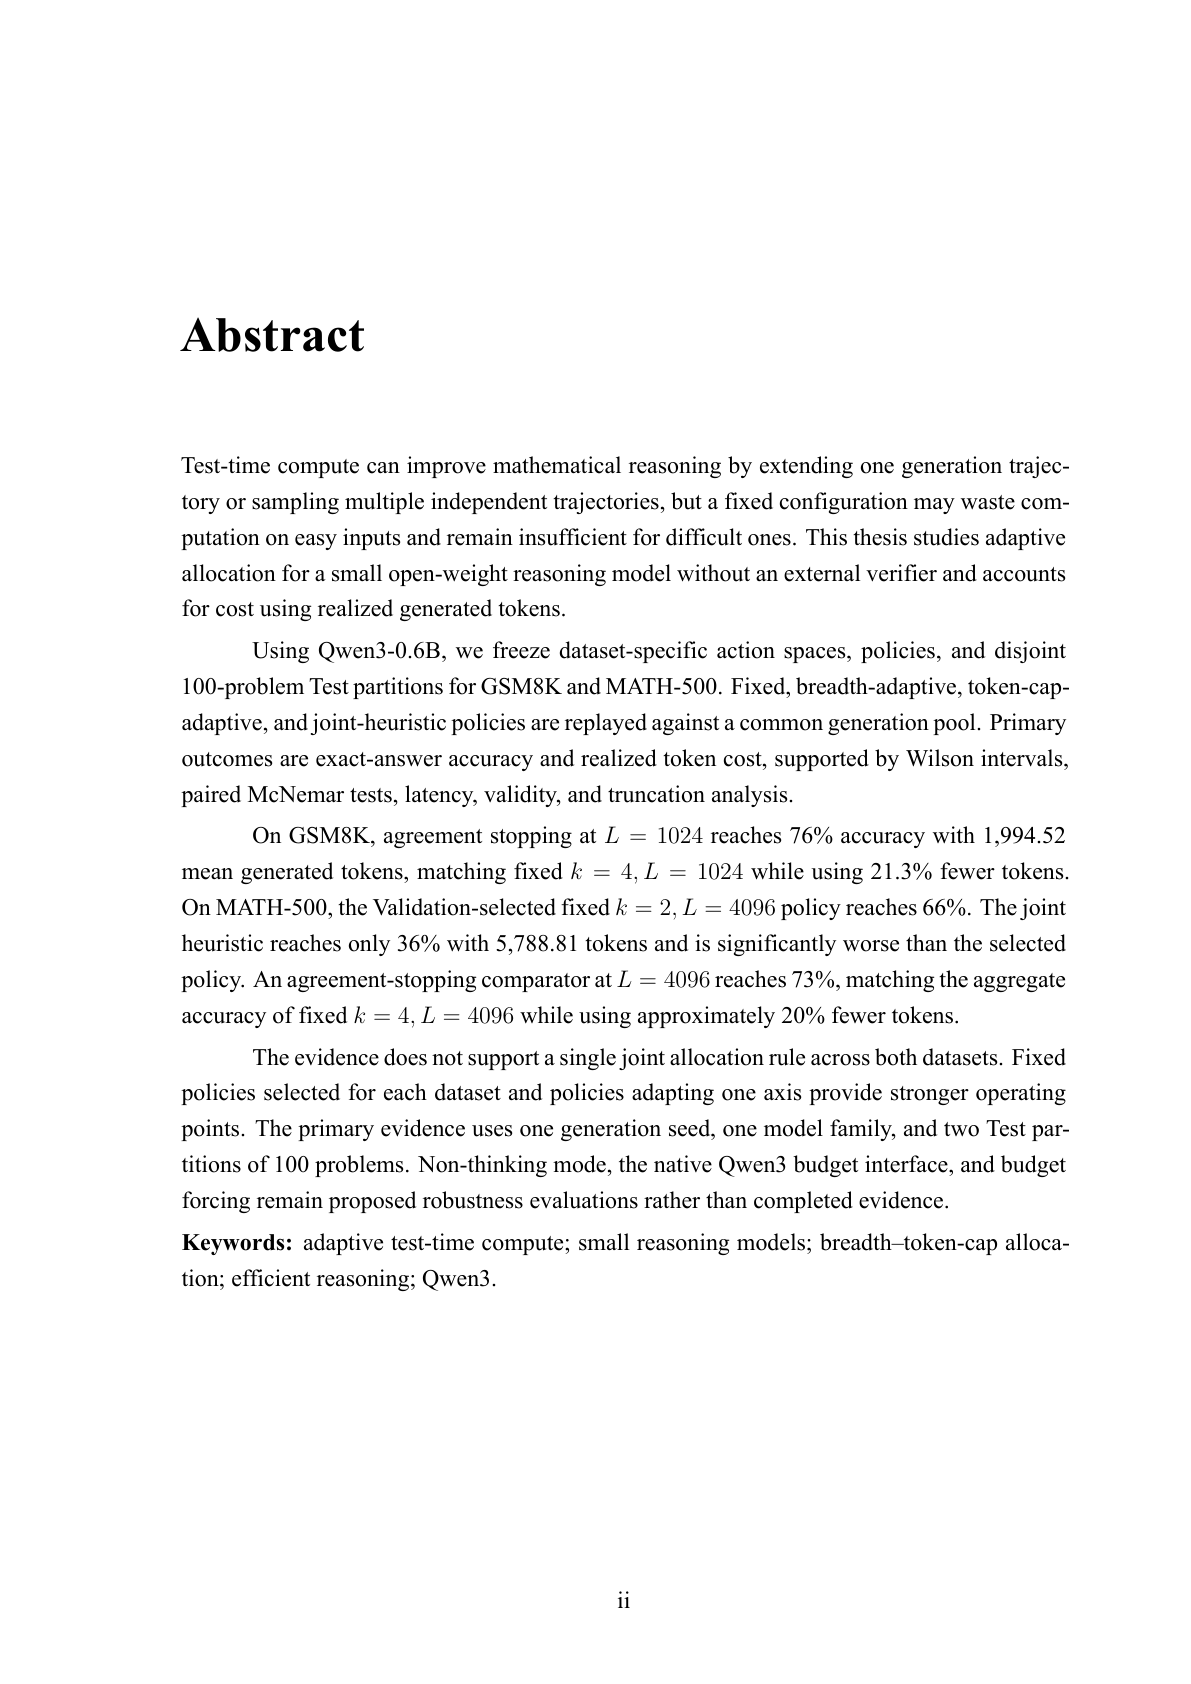 Abstract
Test-time compute can improve mathematical reasoning by extending one generation trajec-
tory or sampling multiple independent trajectories, but a fixed configuration may waste com-
putation on easy inputs and remain insufficient for difficult ones. This thesis studies adaptive
allocation for a small open-weight reasoning model without an external verifier and accounts
for cost using realized generated tokens.
Using Qwen3-0.6B, we freeze dataset-specific action spaces, policies, and disjoint
100-problem Test partitions for GSM8K and MATH-500. Fixed, breadth-adaptive, token-cap-
adaptive, and joint-heuristic policies are replayed against a common generation pool. Primary
outcomes are exact-answer accuracy and realized token cost, supported by Wilson intervals,
paired McNemar tests, latency, validity, and truncation analysis.
On GSM8K, agreement stopping at L = 1024 reaches 76% accuracy with 1,994.52
mean generated tokens, matching fixed k = 4, L = 1024 while using 21.3% fewer tokens.
On MATH-500, the Validation-selected fixed k = 2, L = 4096 policy reaches 66%. The joint
heuristic reaches only 36% with 5,788.81 tokens and is significantly worse than the selected
policy. An agreement-stopping comparator at L = 4096 reaches 73%, matching the aggregate
accuracy of fixed k = 4, L = 4096 while using approximately 20% fewer tokens.
The evidence does not support a single joint allocation rule across both datasets. Fixed
policies selected for each dataset and policies adapting one axis provide stronger operating
points. The primary evidence uses one generation seed, one model family, and two Test par-
titions of 100 problems. Non-thinking mode, the native Qwen3 budget interface, and budget
forcing remain proposed robustness evaluations rather than completed evidence.
Keywords: adaptive test-time compute; small reasoning models; breadth–token-cap alloca-
tion; efficient reasoning; Qwen3.
ii